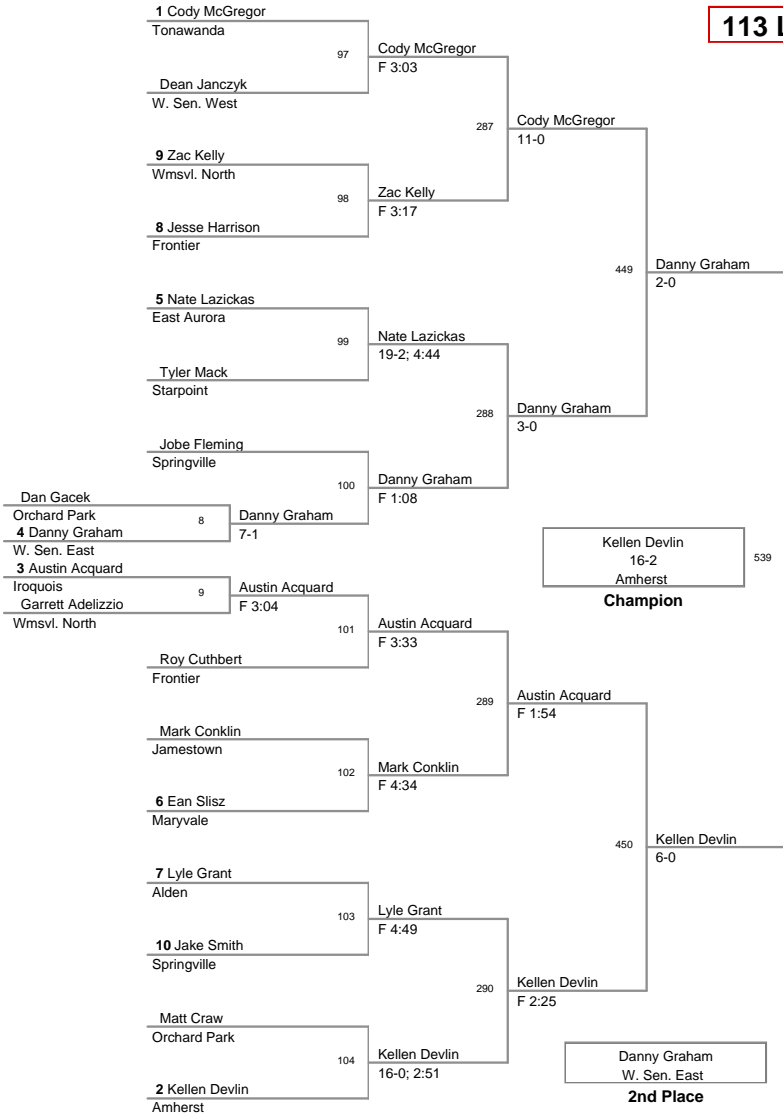 1 Cody McGregor
113
Tonawanda
97
Cody McGregor
F 3:03
Dean Janczyk
W. Sen. West
287
Cody McGregor
11-0
9 Zac Kelly
Wmsvl. North
98
Zac Kelly
F 3:17
8 Jesse Harrison
Frontier
449
Danny Graham
2-0
5 Nate Lazickas
East Aurora
99
Nate Lazickas
19-2; 4:44
Tyler Mack
Starpoint
288
Danny Graham
3-0
Jobe Fleming
Springville
100
Danny Graham
F 1:08
Dan Gacek
Orchard Park
8
Danny Graham
7-1
4 Danny Graham
W. Sen. East
Kellen Devlin
16-2
Amherst
539
Champion
3 Austin Acquard
Iroquois
9
Austin Acquard
F 3:04
Garrett Adelizzio
Wmsvl. North
101
Austin Acquard
F 3:33
Roy Cuthbert
Frontier
289
Austin Acquard
F 1:54
Mark Conklin
Jamestown
102
Mark Conklin
F 4:34
6 Ean Slisz
Maryvale
450
Kellen Devlin
6-0
7 Lyle Grant
Alden
103
Lyle Grant
F 4:49
10 Jake Smith
Springville
290
Kellen Devlin
F 2:25
Matt Craw
Orchard Park
104
Kellen Devlin
16-0; 2:51
2 Kellen Devlin
Amherst
Danny Graham
W. Sen. East
2nd Place